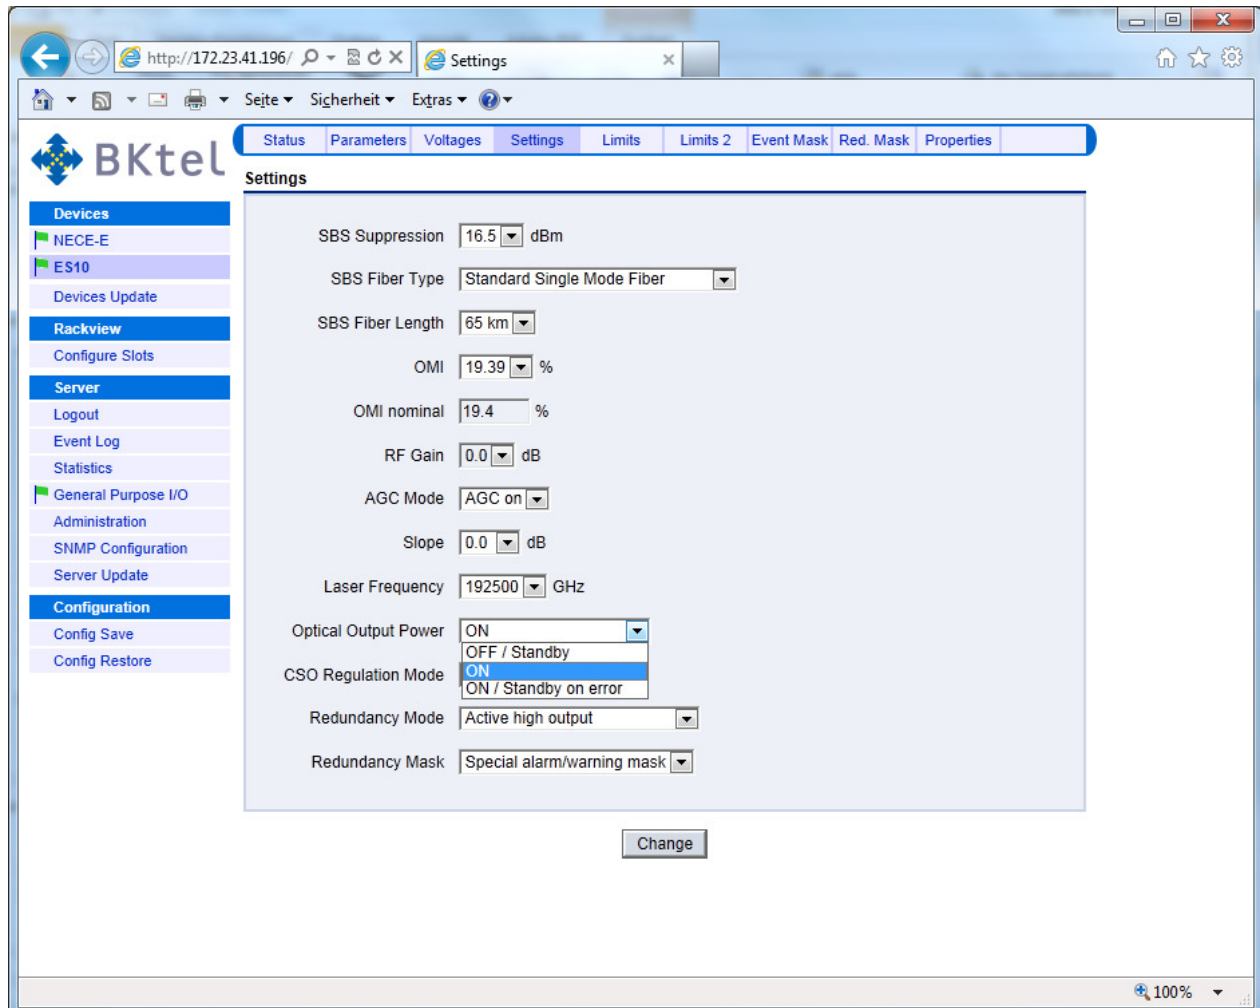 http://172.23.41.196/
Settings
Seite Sicherheit Extras
BKtel
Status Parameters Voltages Settings Limits Limits 2 Event Mask Red. Mask Properties
Settings
Devices
NECE-E
ES10
Devices Update
Rackview
Configure Slots
Server
Logout
Event Log
Statistics
General Purpose I/O
Administration
SNMP Configuration
Server Update
Configuration
Config Save
Config Restore
SBS Suppression 16.5 dBm
SBS Fiber Type Standard Single Mode Fiber
SBS Fiber Length 65 km
OMI 19.39 %
OMI nominal 19.4 %
RF Gain 0.0 dB
AGC Mode AGC on
Slope 0.0 dB
Laser Frequency 192500 GHz
Optical Output Power ON
OFF / Standby
ON
ON / Standby on error
CSO Regulation Mode
Redundancy Mode Active high output
Redundancy Mask Special alarm/warning mask
Change
100%